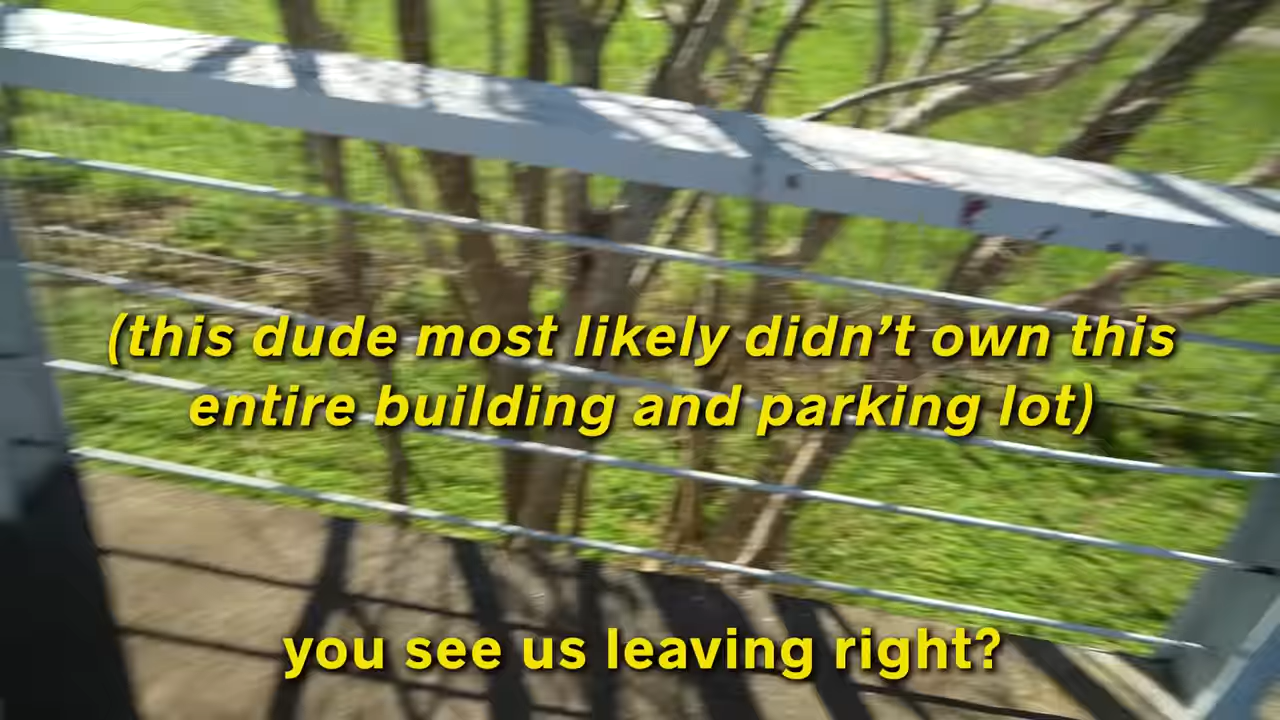 (this dude most likely didn’t own this
entire building and parking lot)
you see us leaving right?